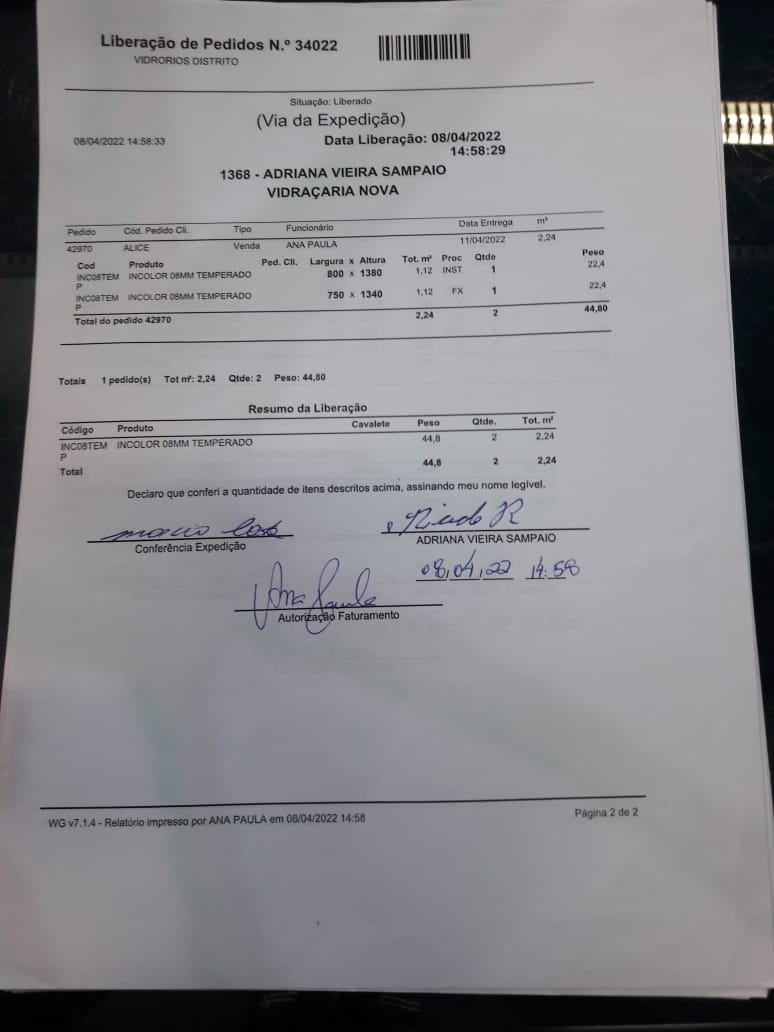 Liberação de Pedidos N.º 34022
VIDRORIOS DISTRITO
Situação: Liberado
(Via da Expedição)
08/04/2022 14:58:33
Data Liberação: 08/04/2022
14:58:29
1368 - ADRIANA VIEIRA SAMPAIO
VIDRAÇARIA NOVA
Pedido Cód. Pedido Cli. Tipo Funcionário Data Entrega m²
42970 ALICE Venda ANA PAULA 11/04/2022 2,24
Cod Produto Ped. Cli. Largura x Altura Tot. m² Proc Qtde Peso
INC08TEM INCOLOR 08MM TEMPERADO 800 x 1380 1,12 INST 1 22,4
P
INC08TEM INCOLOR 08MM TEMPERADO 750 x 1340 1,12 FX 1 22,4
P
Total do pedido 42970 2,24 2 44,80
Totais 1 pedido(s) Tot m²: 2,24 Qtde: 2 Peso: 44,80
Resumo da Liberação
Código Produto Cavalete Peso Qtde. Tot. m²
INC08TEM INCOLOR 08MM TEMPERADO 44,8 2 2,24
P
Total 44,8 2 2,24
Declaro que conferi a quantidade de itens descritos acima, assinando meu nome legível.
Conferência Expedição
ADRIANA VIEIRA SAMPAIO
08,04,22 14:58
Ana Paula
Autorização Faturamento
WG v7.1.4 - Relatório impresso por ANA PAULA em 08/04/2022 14:58
Página 2 de 2